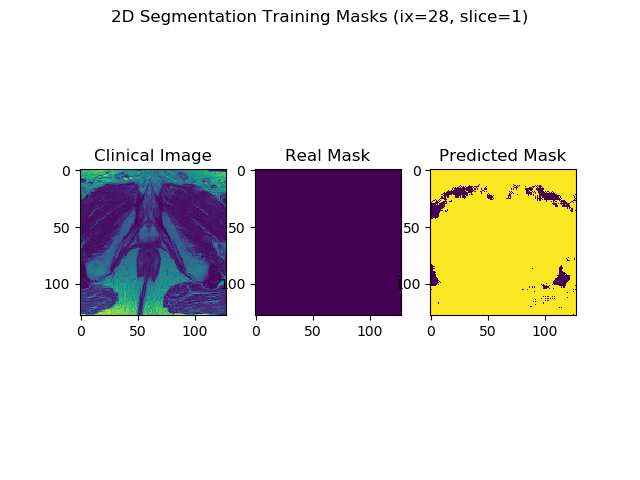 2D Segmentation Training Masks (ix=28, slice=1)
Clinical Image Real Mask Predicted Mask
0 0 0
50 50 50
100 100 100
0 50 100 0 50 100 0 50 100